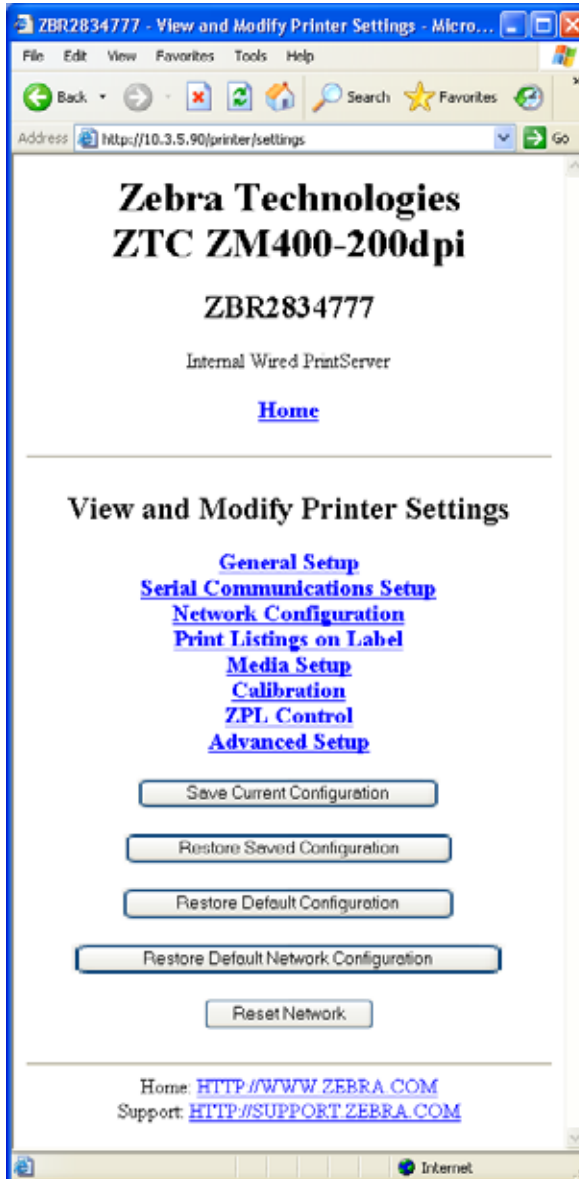 ZBR2834777 - View and Modify Printer Settings - Micro...
File Edit View Favorites Tools Help
Back Search Favorites
Address http://10.3.5.90/printer/settings Go
Zebra Technologies
ZTC ZM400-200dpi
ZBR2834777
Internal Wired PrintServer
Home
View and Modify Printer Settings
General Setup
Serial Communications Setup
Network Configuration
Print Listings on Label
Media Setup
Calibration
ZPL Control
Advanced Setup
Save Current Configuration
Restore Saved Configuration
Restore Default Configuration
Restore Default Network Configuration
Reset Network
Home: HTTP://WWW.ZEBRA.COM
Support: HTTP://SUPPORT.ZEBRA.COM
Internet